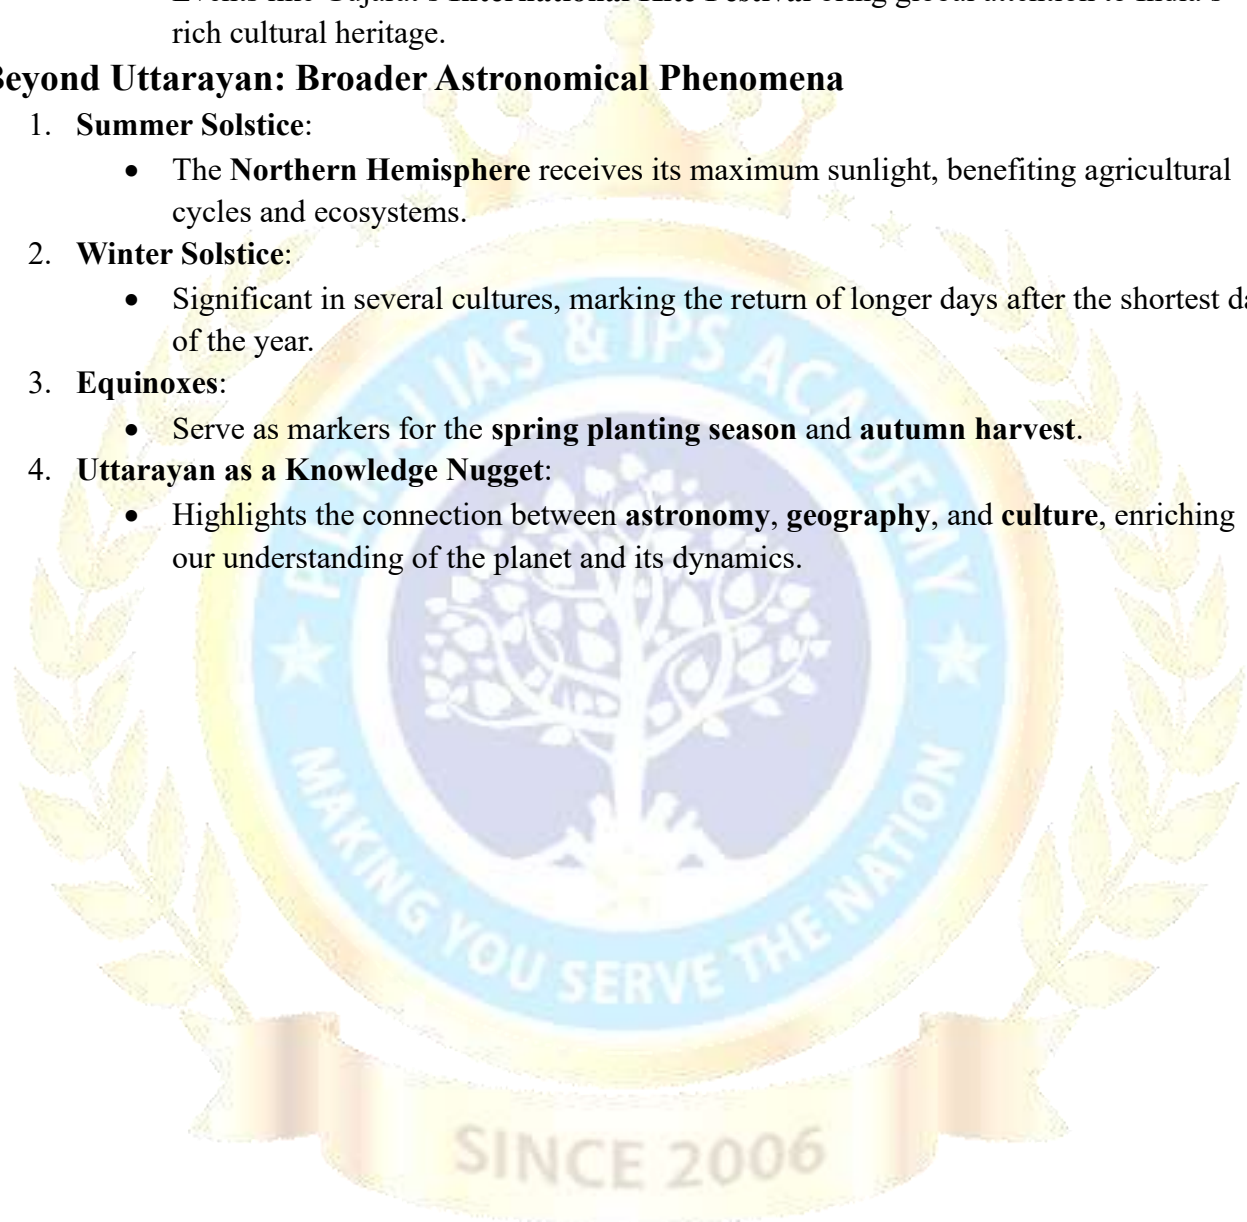 rich cultural heritage.
Beyond Uttarayan: Broader Astronomical Phenomena
1. Summer Solstice:
• The Northern Hemisphere receives its maximum sunlight, benefiting agricultural
cycles and ecosystems.
2. Winter Solstice:
• Significant in several cultures, marking the return of longer days after the shortest da
of the year.
3. Equinoxes:
• Serve as markers for the spring planting season and autumn harvest.
4. Uttarayan as a Knowledge Nugget:
• Highlights the connection between astronomy, geography, and culture, enriching
our understanding of the planet and its dynamics.
IAS & IPS ACADEMY
MAKING YOU SERVE THE NATION
SINCE 2006